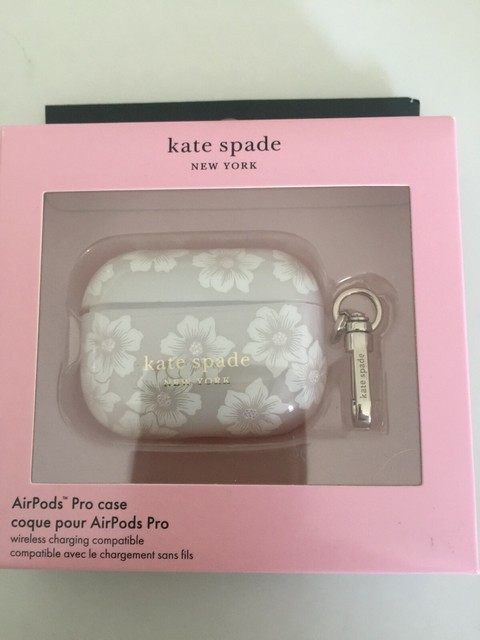 kate spade
NEW YORK
kate spade
NEW YORK
kate spade
AirPods™ Pro case
coque pour AirPods Pro
wireless charging compatible
compatible avec le chargement sans fils